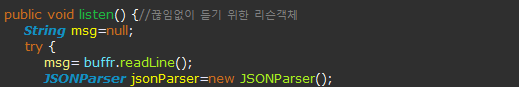 public void listen() {//끊임없이 듣기 위한 리슨객체
String msg=null;
try {
msg= buffr.readLine();
JSONParser jsonParser=new JSONParser();